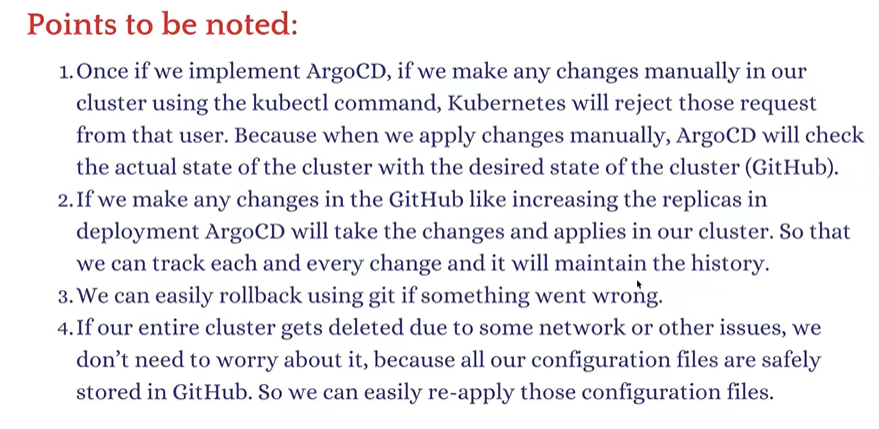 Points to be noted:
1. Once if we implement ArgoCD, if we make any changes manually in our
cluster using the kubectl command, Kubernetes will reject those request
from that user. Because when we apply changes manually, ArgoCD will check
the actual state of the cluster with the desired state of the cluster (GitHub).
2. If we make any changes in the GitHub like increasing the replicas in
deployment ArgoCD will take the changes and applies in our cluster. So that
we can track each and every change and it will maintain the history.
3. We can easily rollback using git if something went wrong.
4. If our entire cluster gets deleted due to some network or other issues, we
don’t need to worry about it, because all our configuration files are safely
stored in GitHub. So we can easily re-apply those configuration files.